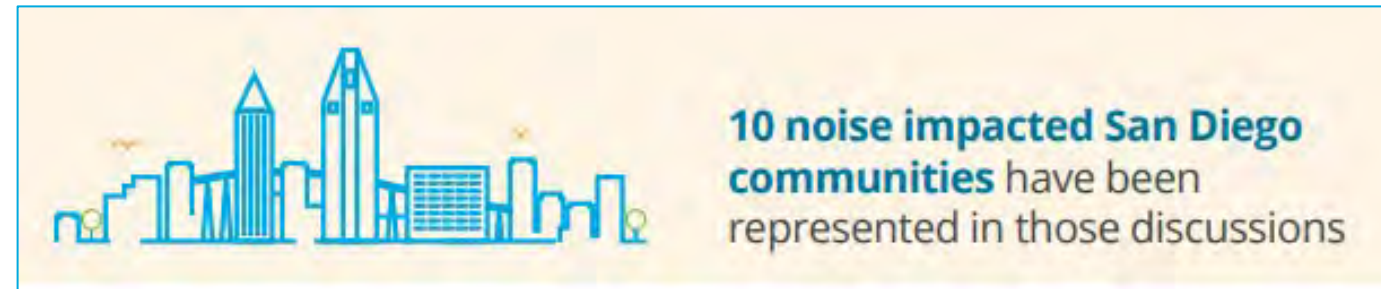 10 noise impacted San Diego
communities have been
represented in those discussions